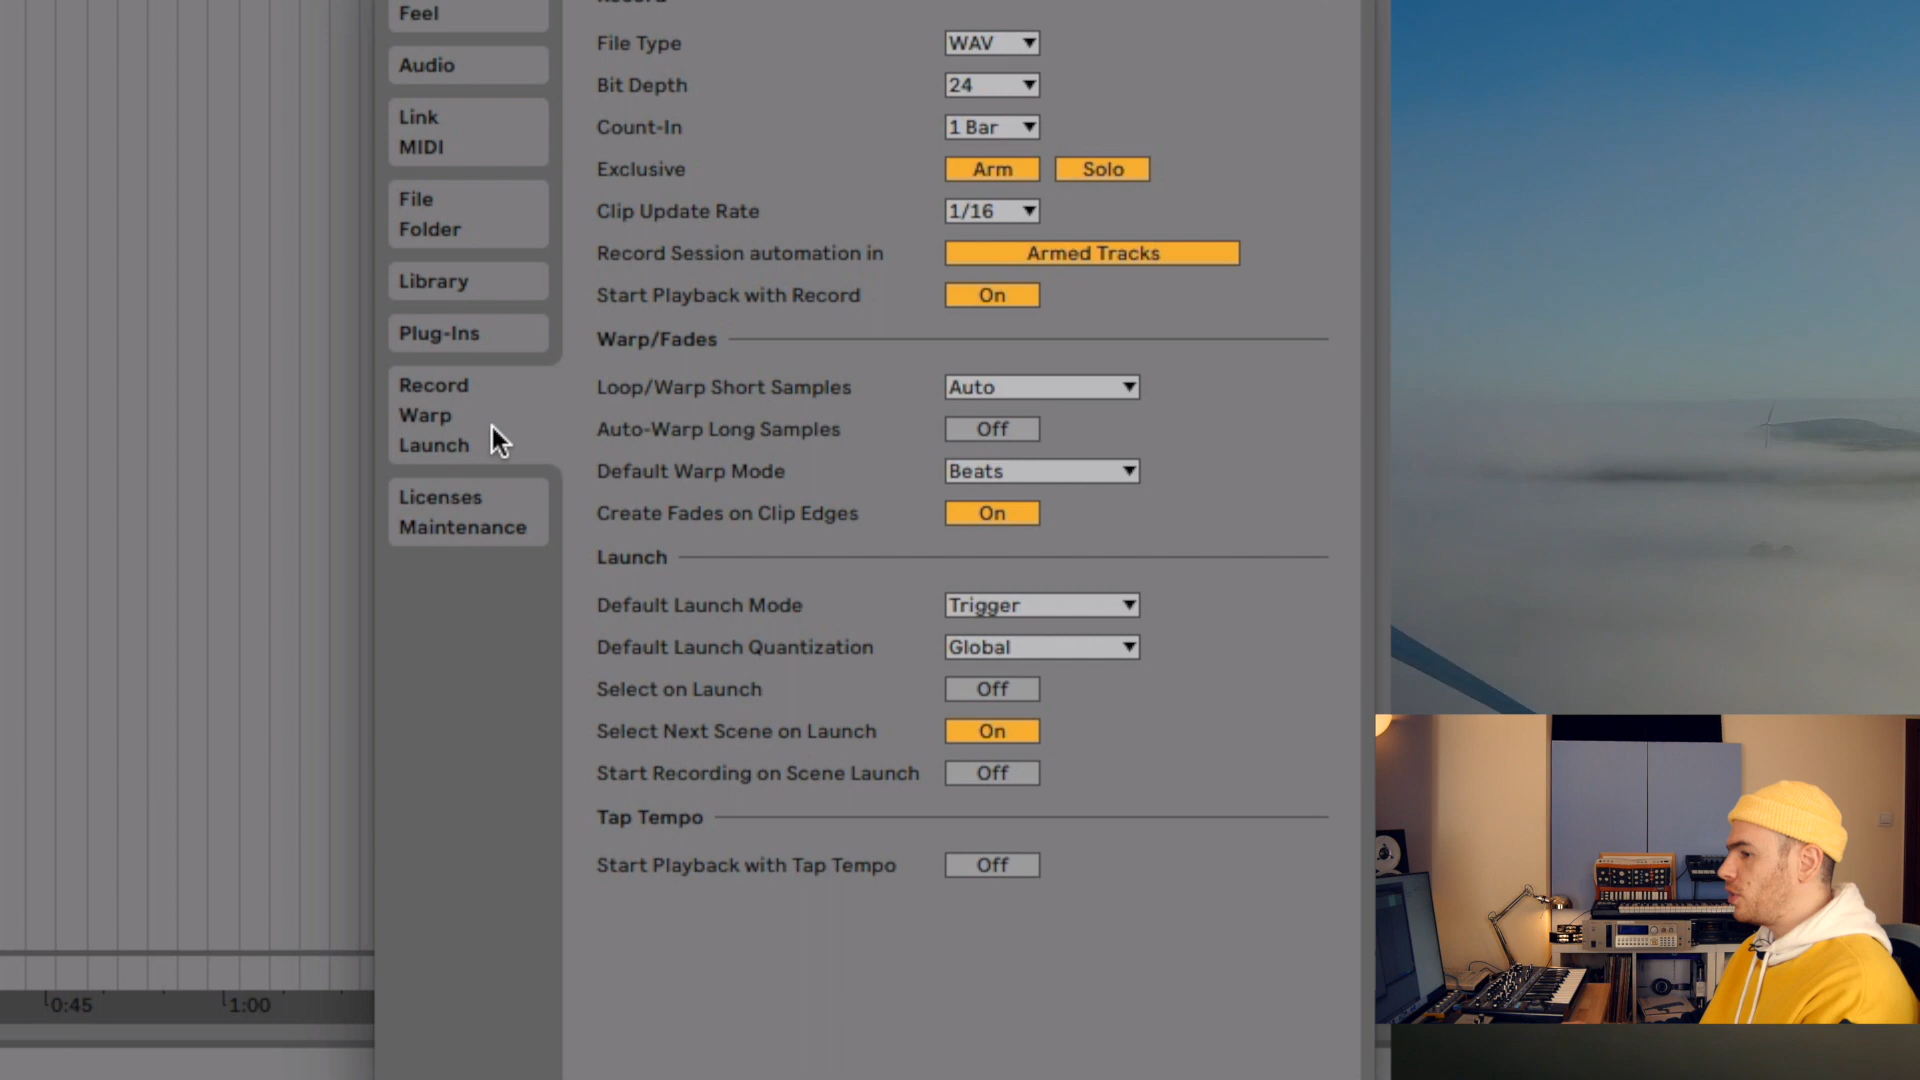 Feel
Audio
Link
MIDI
File
Folder
Library
Plug-Ins
Record
Warp
Launch
Licenses
Maintenance
Record
File Type WAV
Bit Depth 24
Count-In 1 Bar
Exclusive Arm Solo
Clip Update Rate 1/16
Record Session automation in Armed Tracks
Start Playback with Record On
Warp/Fades
Loop/Warp Short Samples Auto
Auto-Warp Long Samples Off
Default Warp Mode Beats
Create Fades on Clip Edges On
Launch
Default Launch Mode Trigger
Default Launch Quantization Global
Select on Launch Off
Select Next Scene on Launch On
Start Recording on Scene Launch Off
Tap Tempo
Start Playback with Tap Tempo Off
0:45 1:00